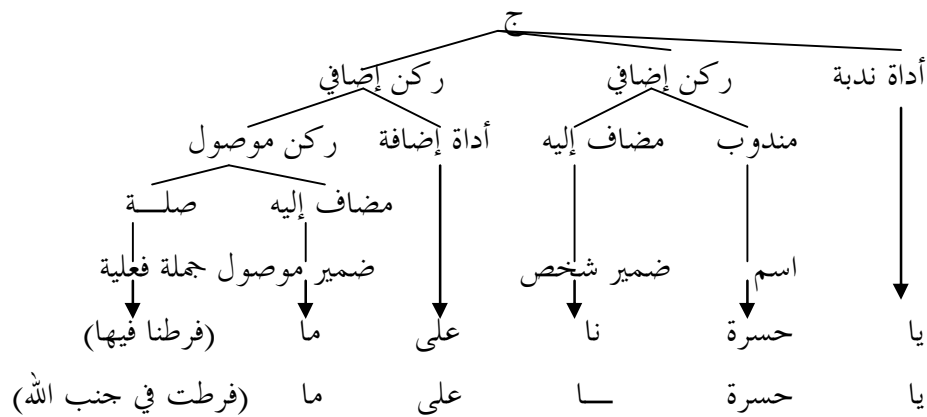 ج
أداة ندبة ركن إضافي ركن إضافي
مندوب مضاف إليه أداة إضافة ركن موصول
مضاف إليه صلـــة
اسم ضمير شخص ضمير موصول جملة فعلية
يا حسرة نا على ما (فرطنا فيها)
يا حسرة ـــا على ما (فرطت في جنب الله)